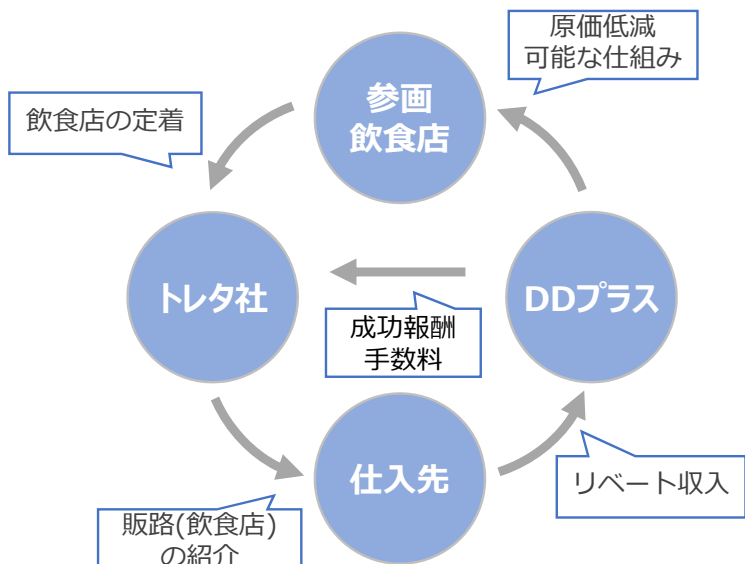 原価低減
可能な仕組み
参画
飲食店
飲食店の定着
トレタ社
DDプラス
成功報酬
手数料
仕入先
リベート収入
販路(飲食店)
の紹介